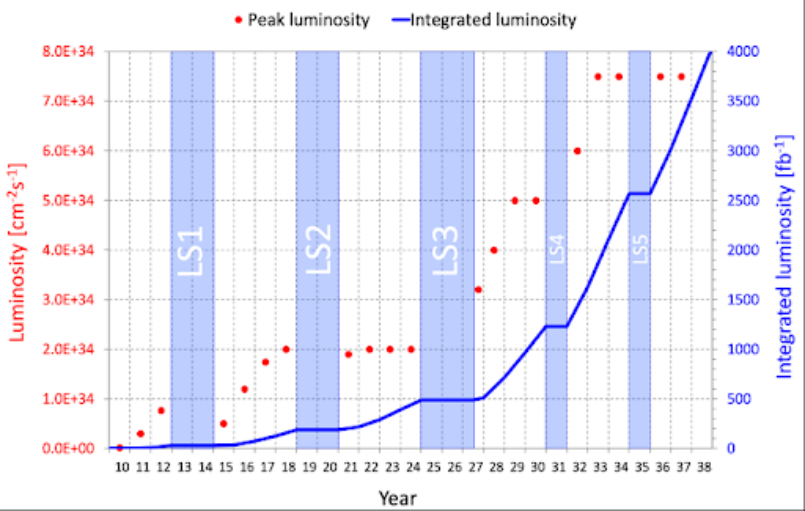 Peak luminosity Integrated luminosity
8.0E+34 4000
7.0E+34 3500
6.0E+34 3000
5.0E+34 2500
4.0E+34 2000
3.0E+34 1500
2.0E+34 1000
1.0E+34 500
0.0E+00 0
Luminosity [cm⁻²s⁻¹]
LS1 LS2 LS3 LS4 LS5
Integrated luminosity [fb⁻¹]
10 11 12 13 14 15 16 17 18 19 20 21 22 23 24 25 26 27 28 29 30 31 32 33 34 35 36 37 38
Year